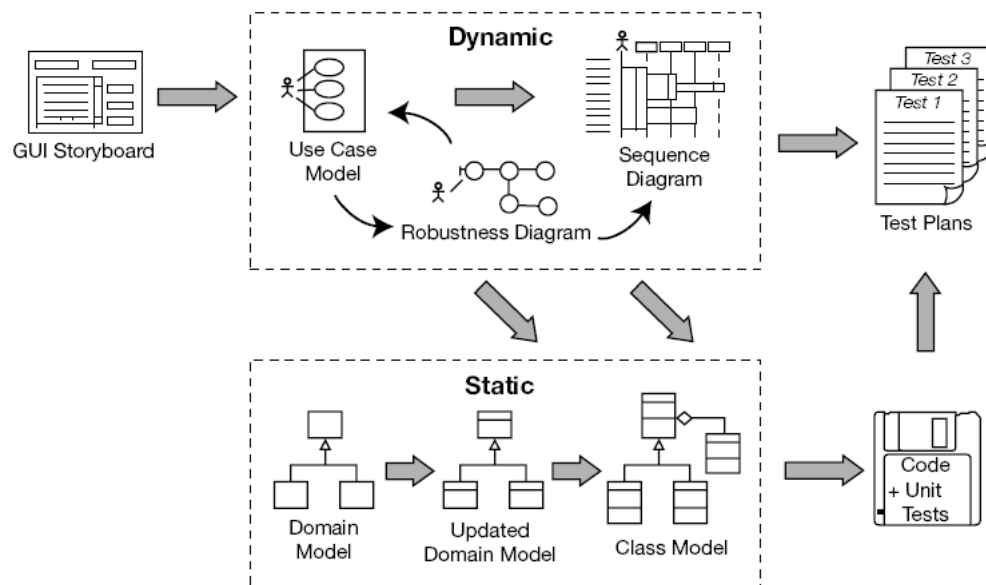 Dynamic
GUI Storyboard
Use Case
Model
Sequence
Diagram
Robustness Diagram
Test 3
Test 2
Test 1
Test Plans
Static
Domain
Model
Updated
Domain Model
Class Model
Code
+ Unit
Tests